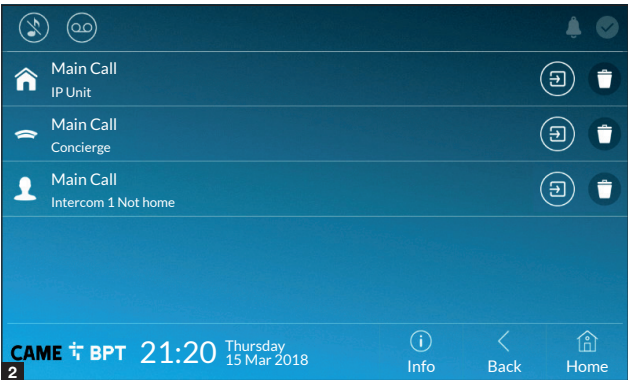 Main Call
IP Unit
Main Call
Concierge
Main Call
Intercom 1 Not home
CAME BPT 21:20 Thursday
15 Mar 2018
Info Back Home
2